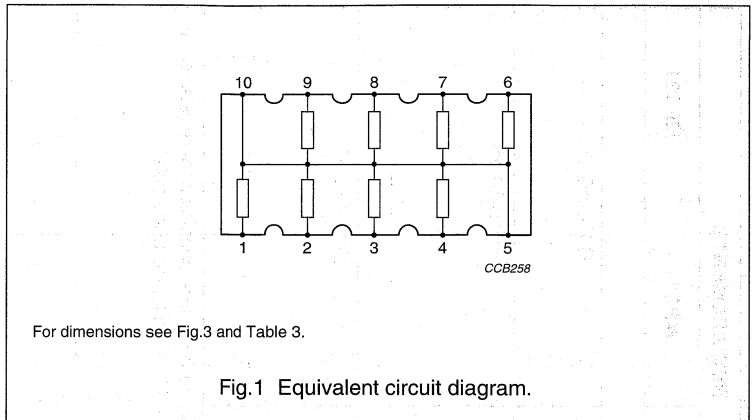 10 9 8 7 6
1 2 3 4 5
CCB258
For dimensions see Fig.3 and Table 3.
Fig.1 Equivalent circuit diagram.